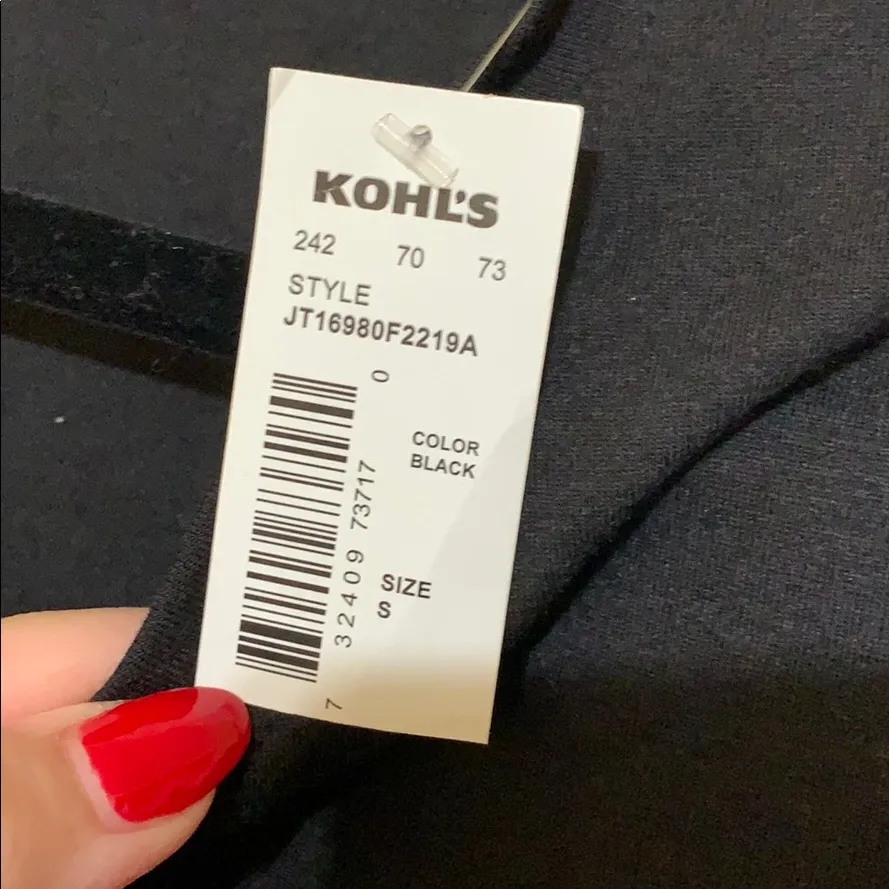 KOHL'S
242 70 73
STYLE
JT16980F2219A
COLOR
BLACK
SIZE
S
7 32409 73717 0